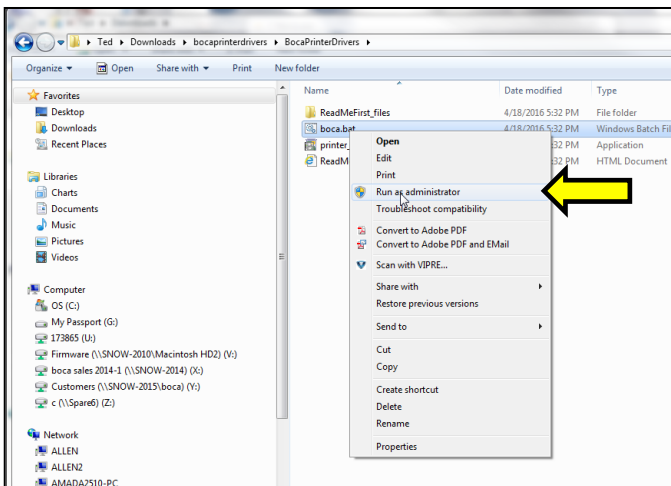 Ted ▸ Downloads ▸ bocaprinterdrivers ▸ BocaPrinterDrivers ▸
Organize ▾ Open Share with ▾ Print New folder
Favorites
Desktop
Downloads
Recent Places
Libraries
Charts
Documents
Music
Pictures
Videos
Computer
OS (C:)
My Passport (G:)
173865 (U:)
Firmware (\\SNOW-2010\Macintosh HD2) (V:)
boca sales 2014-1 (\\SNOW-2014) (X:)
Customers (\\SNOW-2015\boca) (Y:)
c (\\Spare6) (Z:)
Network
ALLEN
ALLEN2
AMADA2510-PC
Name Date modified Type
ReadMeFirst_files 4/18/2016 5:32 PM File folder
boca.bat 4/18/2016 5:32 PM Windows Batch Fil
printer_ :32 PM Application
ReadM :32 PM HTML Document
Open
Edit
Print
Run as administrator
Troubleshoot compatibility
Convert to Adobe PDF
Convert to Adobe PDF and EMail
Scan with VIPRE...
Share with
Restore previous versions
Send to
Cut
Copy
Create shortcut
Delete
Rename
Properties